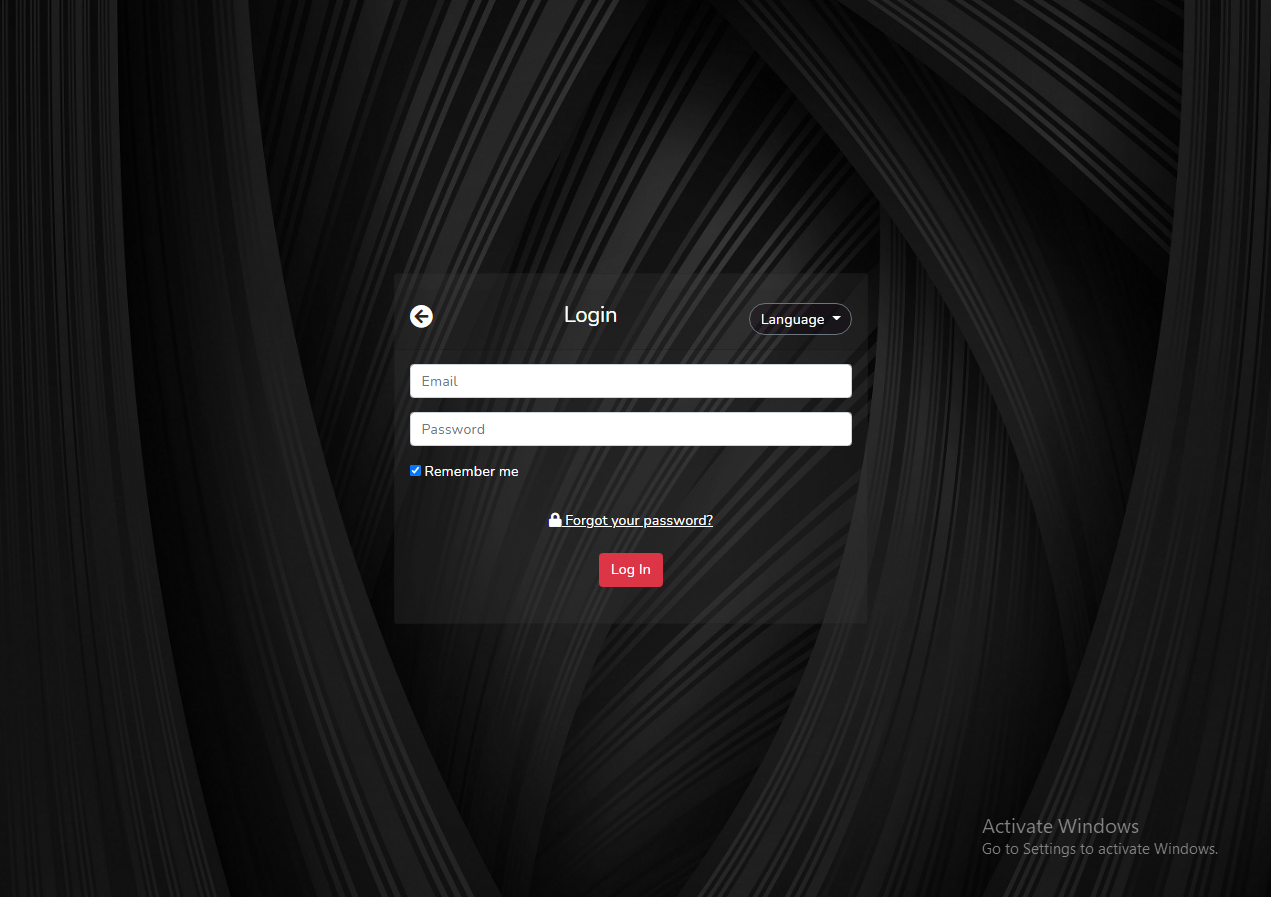 Login
Language
Email
Password
Remember me
Forgot your password?
Log In
Activate Windows
Go to Settings to activate Windows.